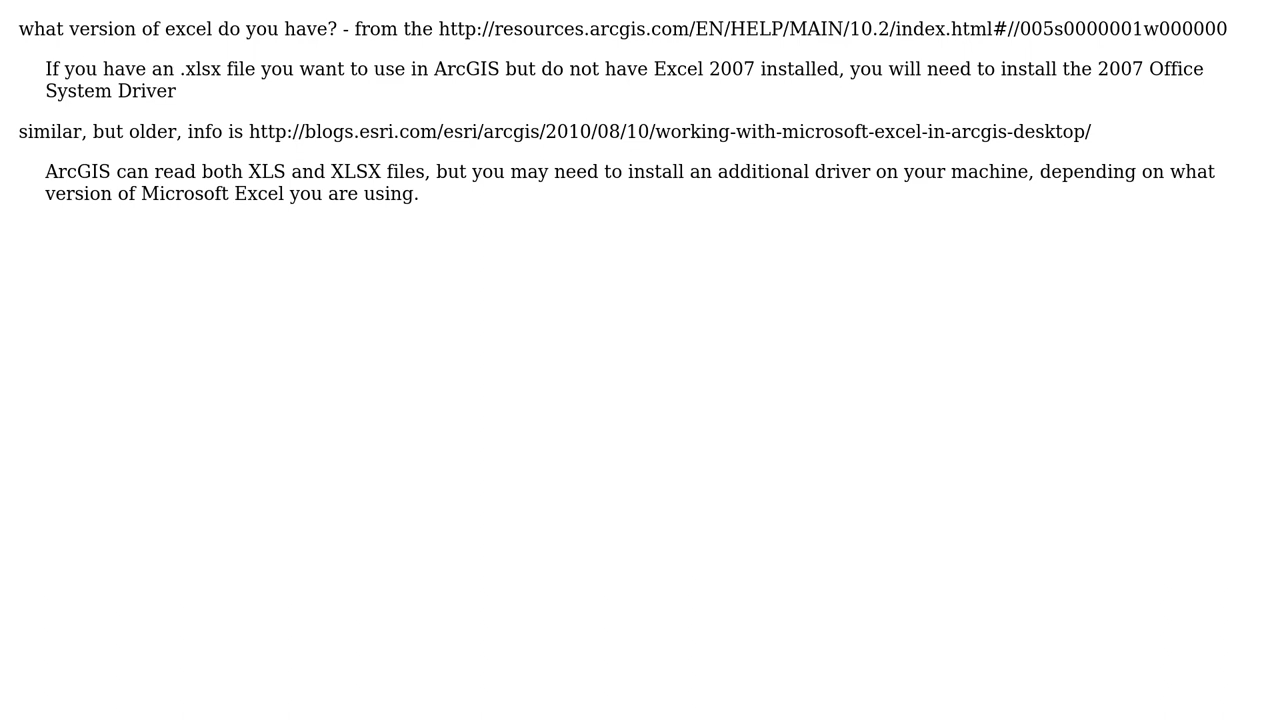 what version of excel do you have? - from the http://resources.arcgis.com/EN/HELP/MAIN/10.2/index.html#//005s0000001w000000
If you have an .xlsx file you want to use in ArcGIS but do not have Excel 2007 installed, you will need to install the 2007 Office
System Driver
similar, but older, info is http://blogs.esri.com/esri/arcgis/2010/08/10/working-with-microsoft-excel-in-arcgis-desktop/
ArcGIS can read both XLS and XLSX files, but you may need to install an additional driver on your machine, depending on what
version of Microsoft Excel you are using.